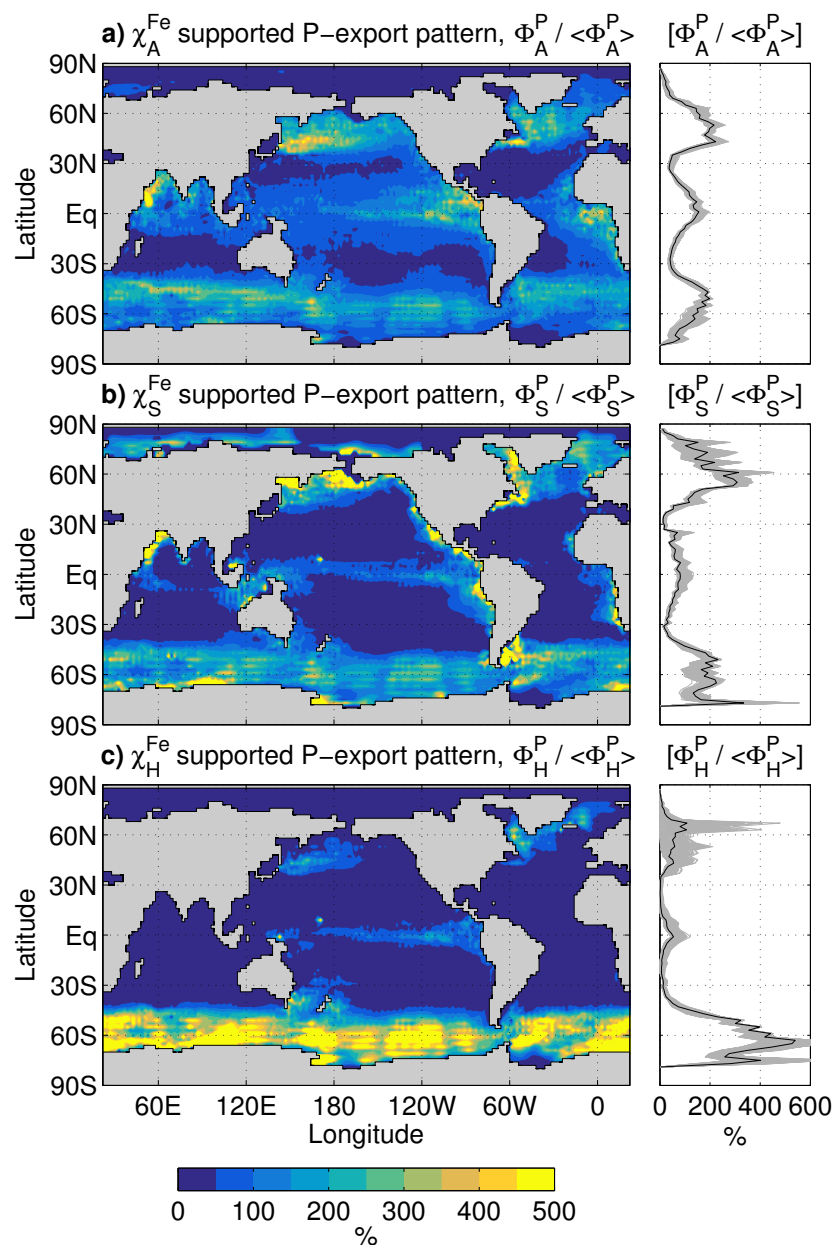 a) χ_A^Fe supported P−export pattern, Φ_A^P / <Φ_A^P> [Φ_A^P / <Φ_A^P>]
90N
60N
30N
Eq
30S
60S
90S
Latitude
b) χ_S^Fe supported P−export pattern, Φ_S^P / <Φ_S^P> [Φ_S^P / <Φ_S^P>]
90N
60N
30N
Eq
30S
60S
90S
Latitude
c) χ_H^Fe supported P−export pattern, Φ_H^P / <Φ_H^P> [Φ_H^P / <Φ_H^P>]
90N
60N
30N
Eq
30S
60S
90S
Latitude
60E 120E 180 120W 60W 0 0 200 400 600
Longitude %
0 100 200 300 400 500
%